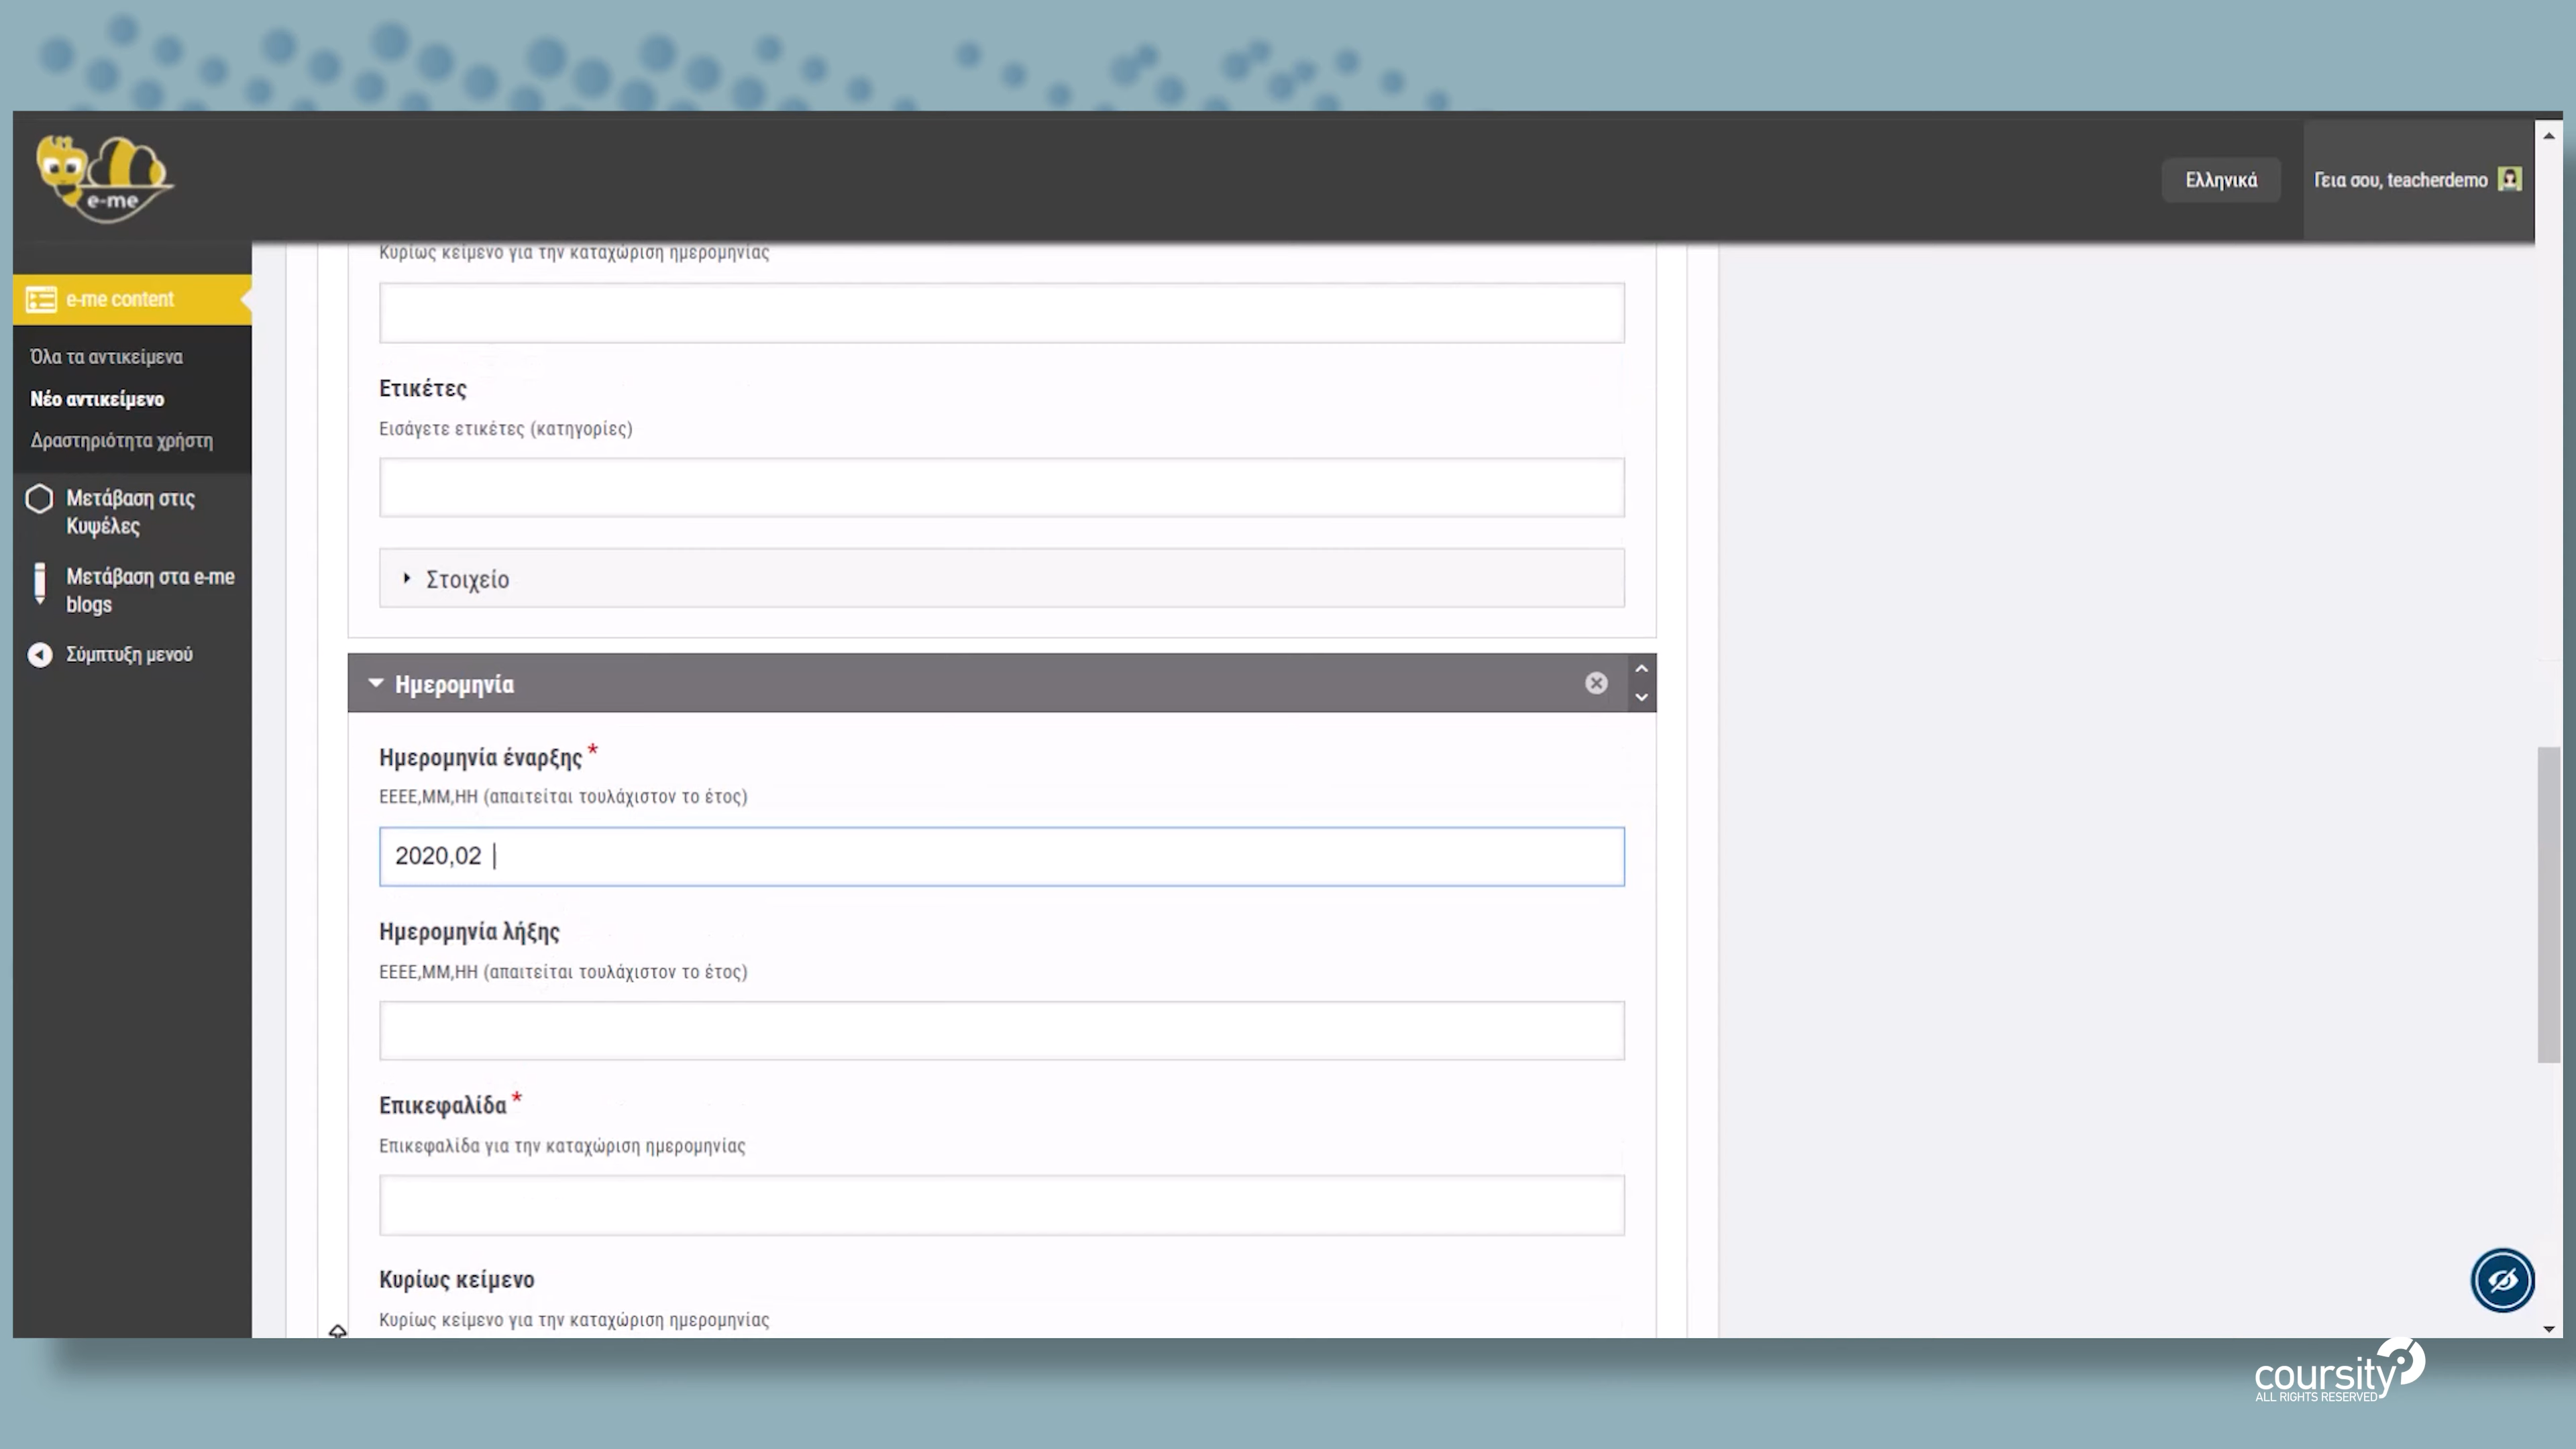 e-me
Ελληνικά
Γεια σου, teacherdemo
e-me content
Όλα τα αντικείμενα
Νέο αντικείμενο
Δραστηριότητα χρήστη
Μετάβαση στις
Κυψέλες
Μετάβαση στα e-me
blogs
Σύμπτυξη μενού
Κυρίως κείμενο για την καταχώριση ημερομηνίας
Ετικέτες
Εισάγετε ετικέτες (κατηγορίες)
Στοιχείο
Ημερομηνία
Ημερομηνία έναρξης *
ΕΕΕΕ,ΜΜ,ΗΗ (απαιτείται τουλάχιστον το έτος)
2020,02
Ημερομηνία λήξης
ΕΕΕΕ,ΜΜ,ΗΗ (απαιτείται τουλάχιστον το έτος)
Επικεφαλίδα *
Επικεφαλίδα για την καταχώριση ημερομηνίας
Κυρίως κείμενο
Κυρίως κείμενο για την καταχώριση ημερομηνίας
coursity
ALL RIGHTS RESERVED